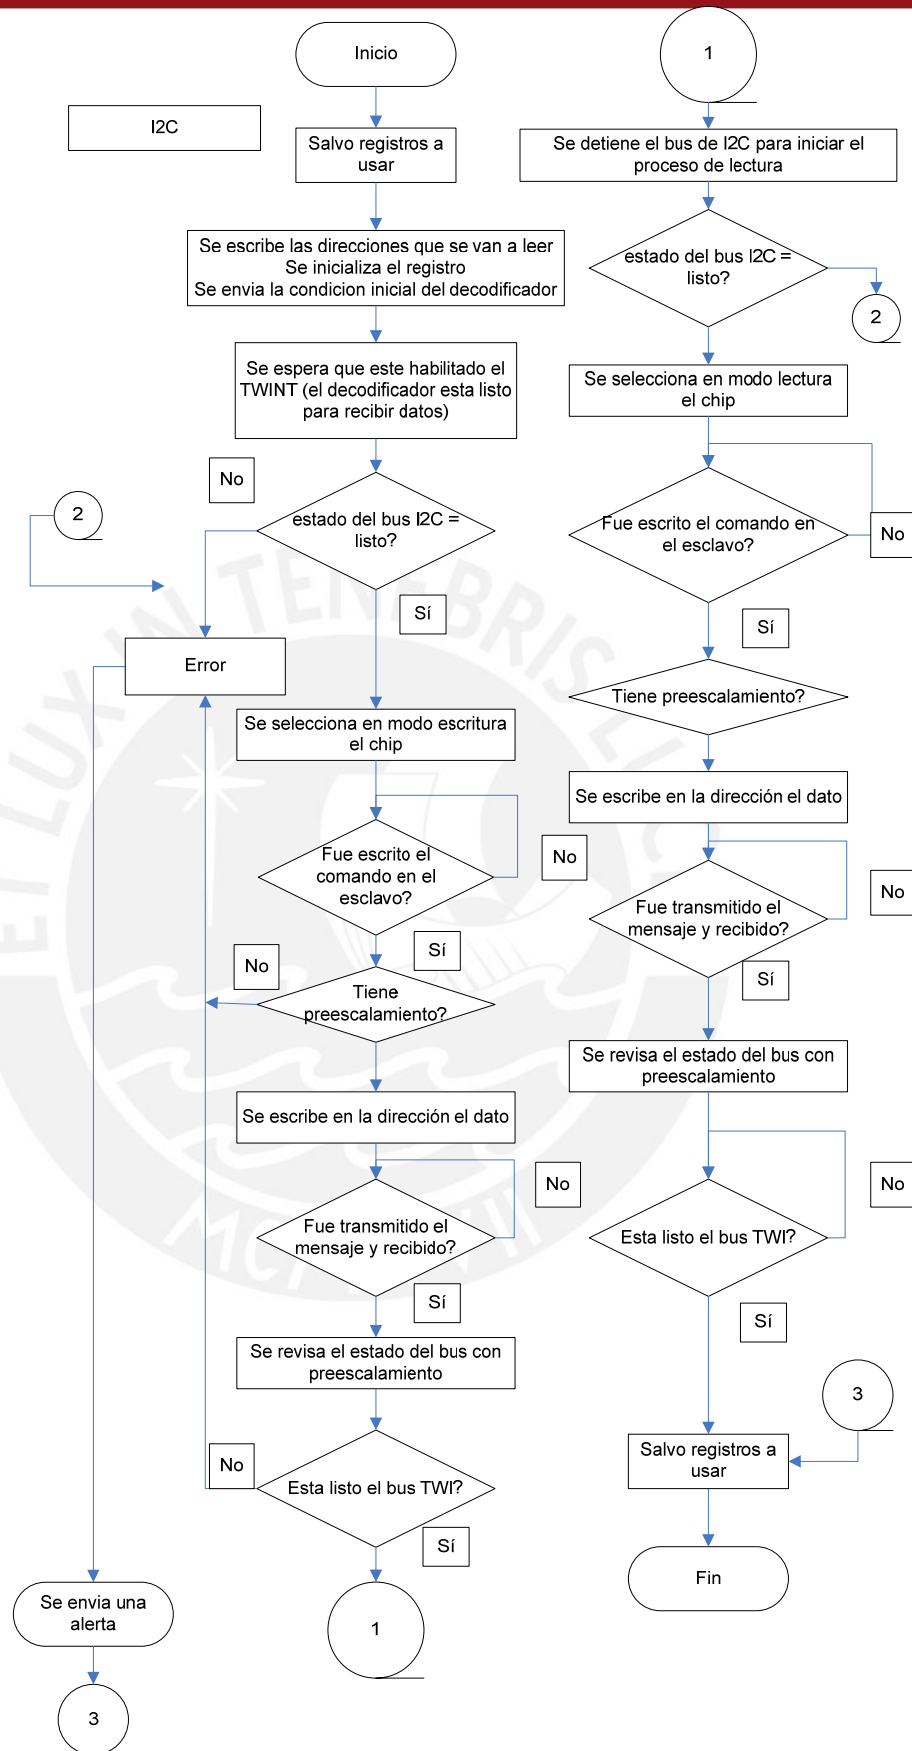 I2C
Inicio
Salvo registros a
usar
Se escribe las direcciones que se van a leer
Se inicializa el registro
Se envia la condicion inicial del decodificador
Se espera que este habilitado el
TWINT (el decodificador esta listo
para recibir datos)
No
2
estado del bus I2C =
listo?
Sí
Error
Se selecciona en modo escritura
el chip
Fue escrito el
comando en el
esclavo?
No
Sí
No
Tiene
preescalamiento?
Se escribe en la dirección el dato
No
Fue transmitido el
mensaje y recibido?
Sí
Se revisa el estado del bus con
preescalamiento
No
Esta listo el bus TWI?
Sí
Se envia una
alerta
1
3
1
Se detiene el bus de I2C para iniciar el
proceso de lectura
estado del bus I2C =
listo?
2
Se selecciona en modo lectura
el chip
Fue escrito el comando en
el esclavo?
No
Sí
Tiene preescalamiento?
Se escribe en la dirección el dato
No
Fue transmitido el
mensaje y recibido?
Sí
Se revisa el estado del bus con
preescalamiento
No
Esta listo el bus TWI?
Sí
3
Salvo registros a
usar
Fin